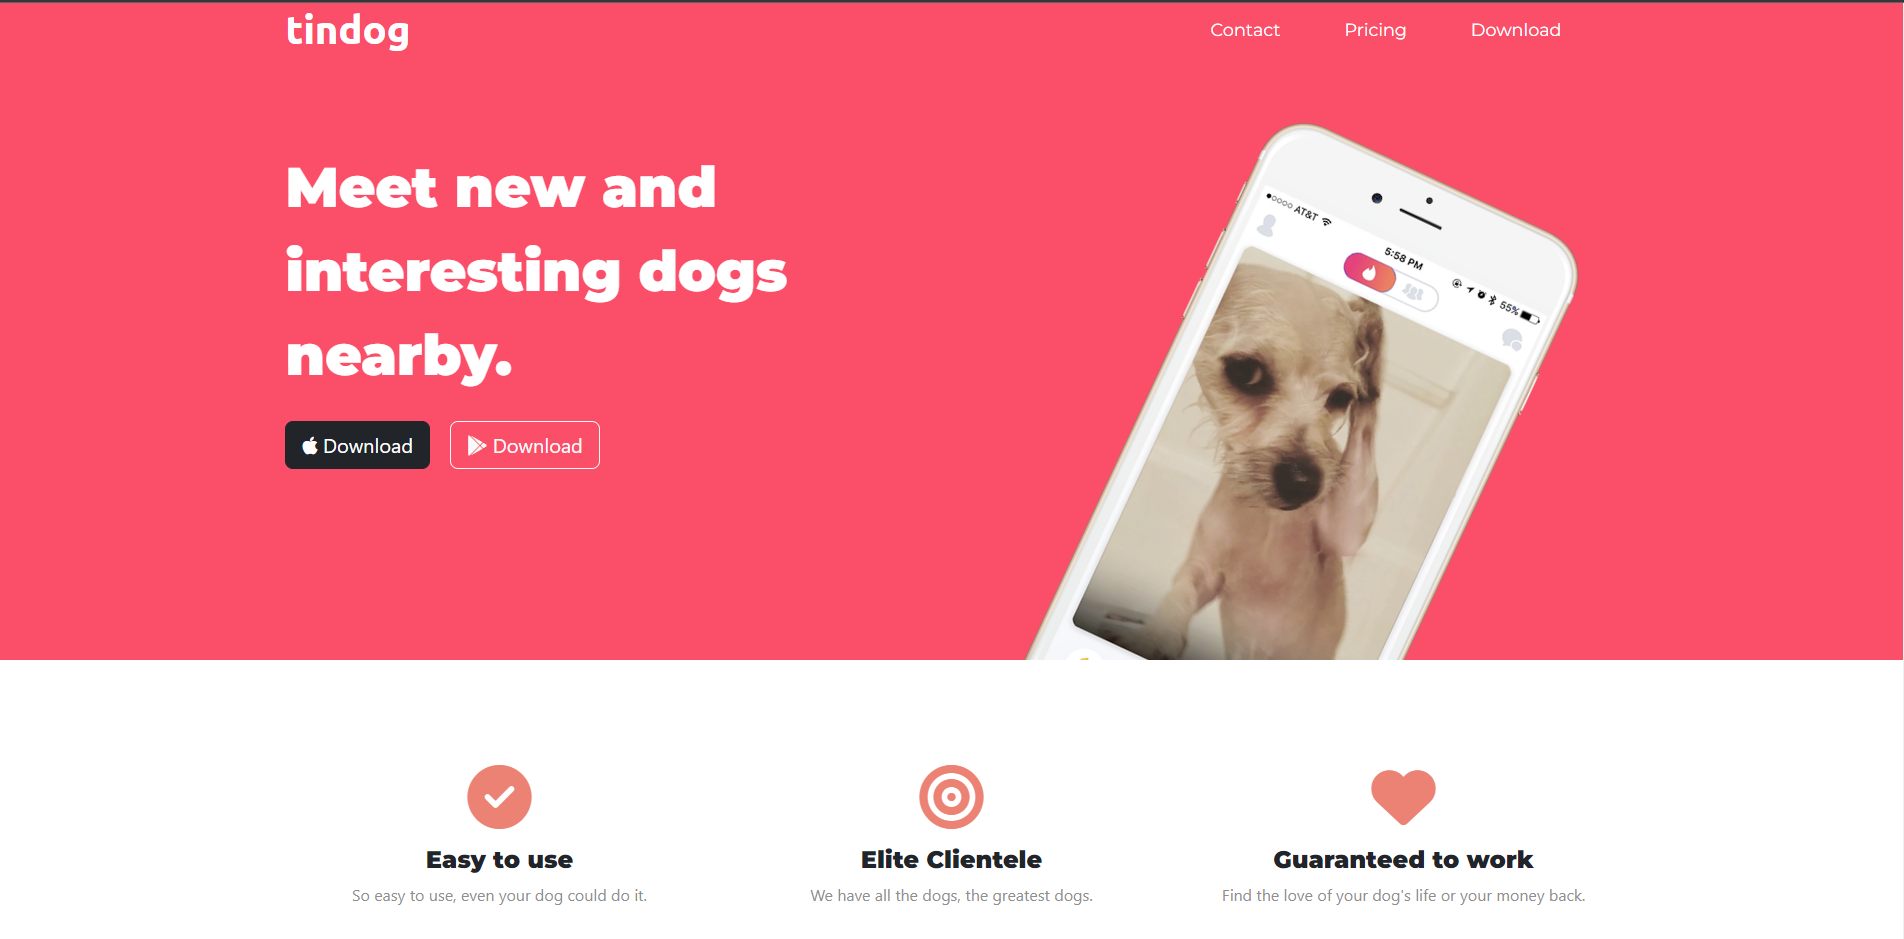 tindog
Contact
Pricing
Download
Meet new and
interesting dogs
nearby.
Download
Download
AT&T
5:58 PM
55%
Easy to use
So easy to use, even your dog could do it.
Elite Clientele
We have all the dogs, the greatest dogs.
Guaranteed to work
Find the love of your dog's life or your money back.